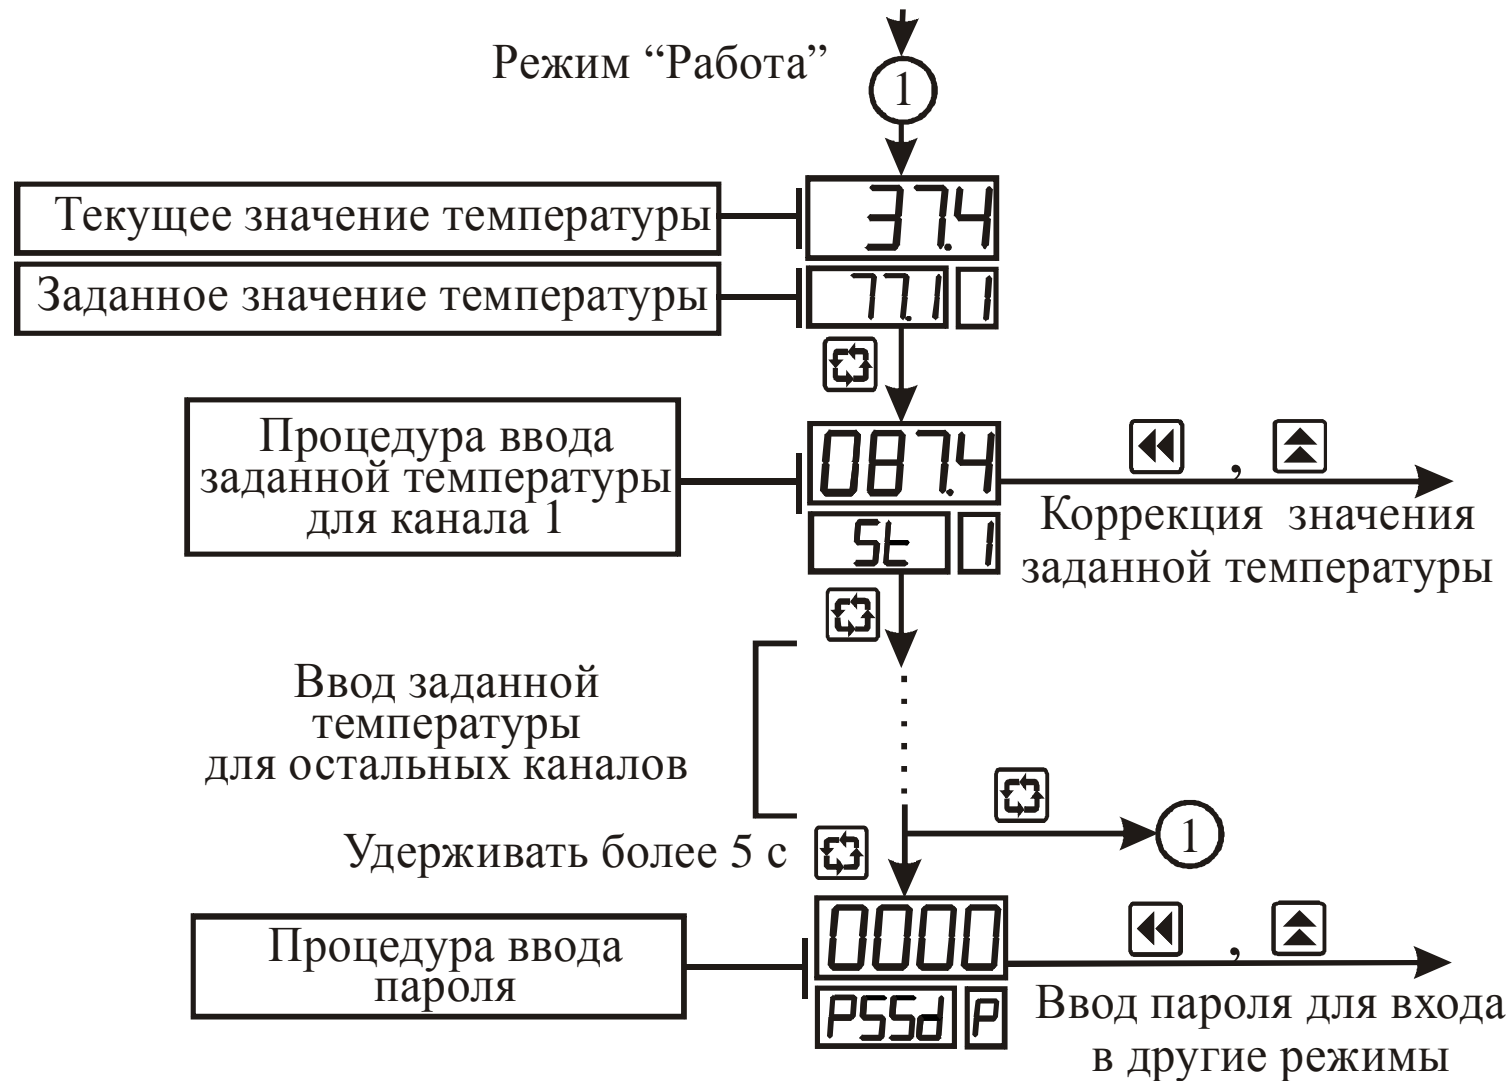 Режим “Работа”
1
Текущее значение температуры
37.4
Заданное значение температуры
77.1 1
Процедура ввода
заданной температуры
для канала 1
087.4
St 1
,
Коррекция значения
заданной температуры
Ввод заданной
температуры
для остальных каналов
1
Удерживать более 5 с
Процедура ввода
пароля
0000
PSSd P
,
Ввод пароля для входа
в другие режимы